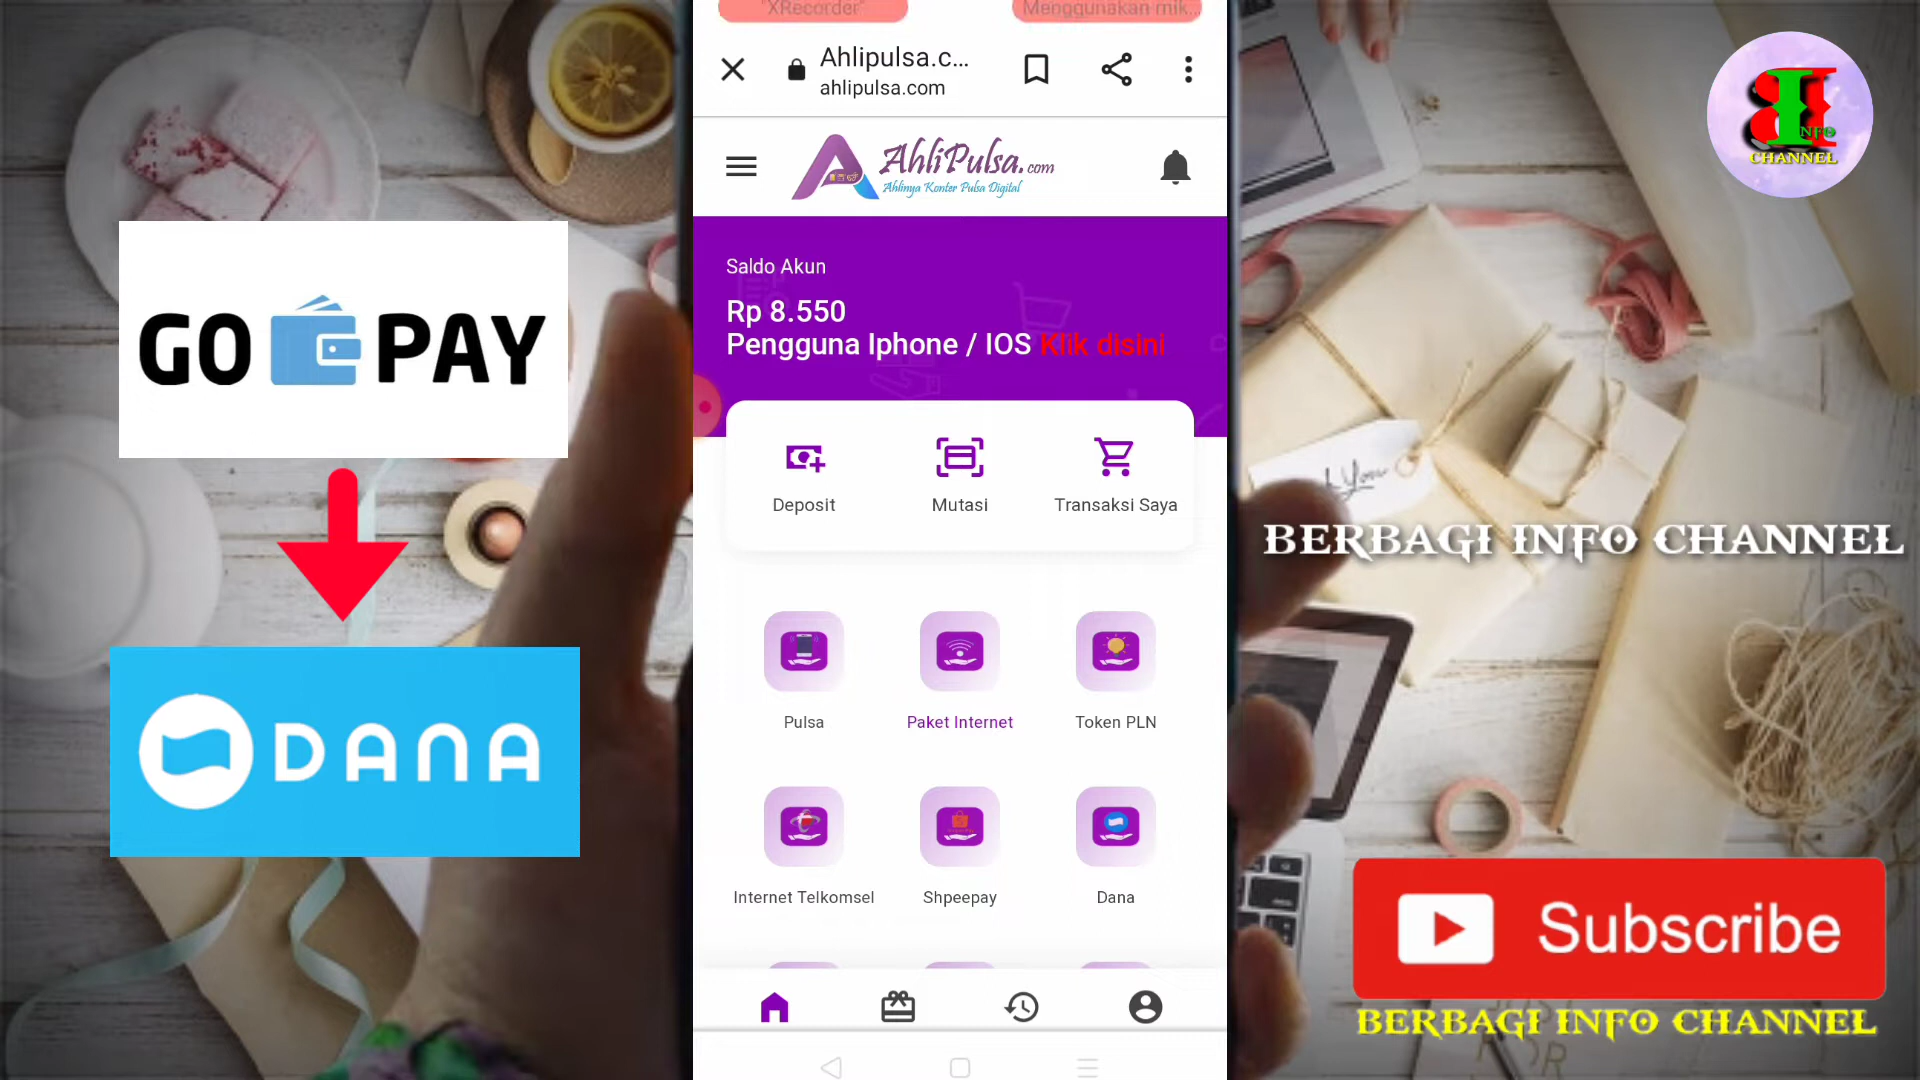 "XRecorder"
Menggunakan mik...
Ahlipulsa.c...
ahlipulsa.com
AhliPulsa.com
Ahlinya Konter Pulsa Digital
Saldo Akun
Rp 8.550
Pengguna Iphone / IOS Klik disini
Deposit
Mutasi
Transaksi Saya
Pulsa
Paket Internet
Token PLN
Internet Telkomsel
Shpeepay
Dana
GO PAY
DANA
BI
INFO
CHANNEL
BERBAGI INFO CHANNEL
Subscribe
BERBAGI INFO CHANNEL